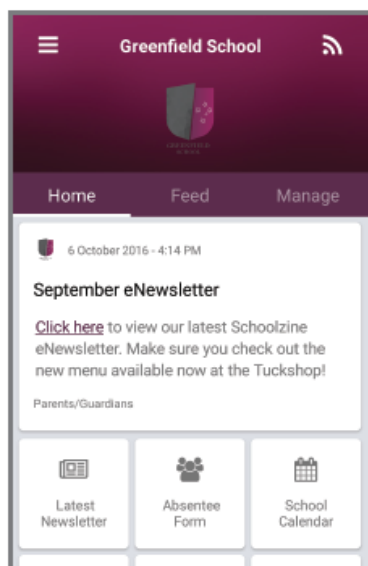 Greenfield School
GREENFIELD
SCHOOL
Home Feed Manage
6 October 2016 - 4:14 PM
September eNewsletter
Click here to view our latest Schoolzine
eNewsletter. Make sure you check out the
new menu available now at the Tuckshop!
Parents/Guardians
Latest Absentee School
Newsletter Form Calendar